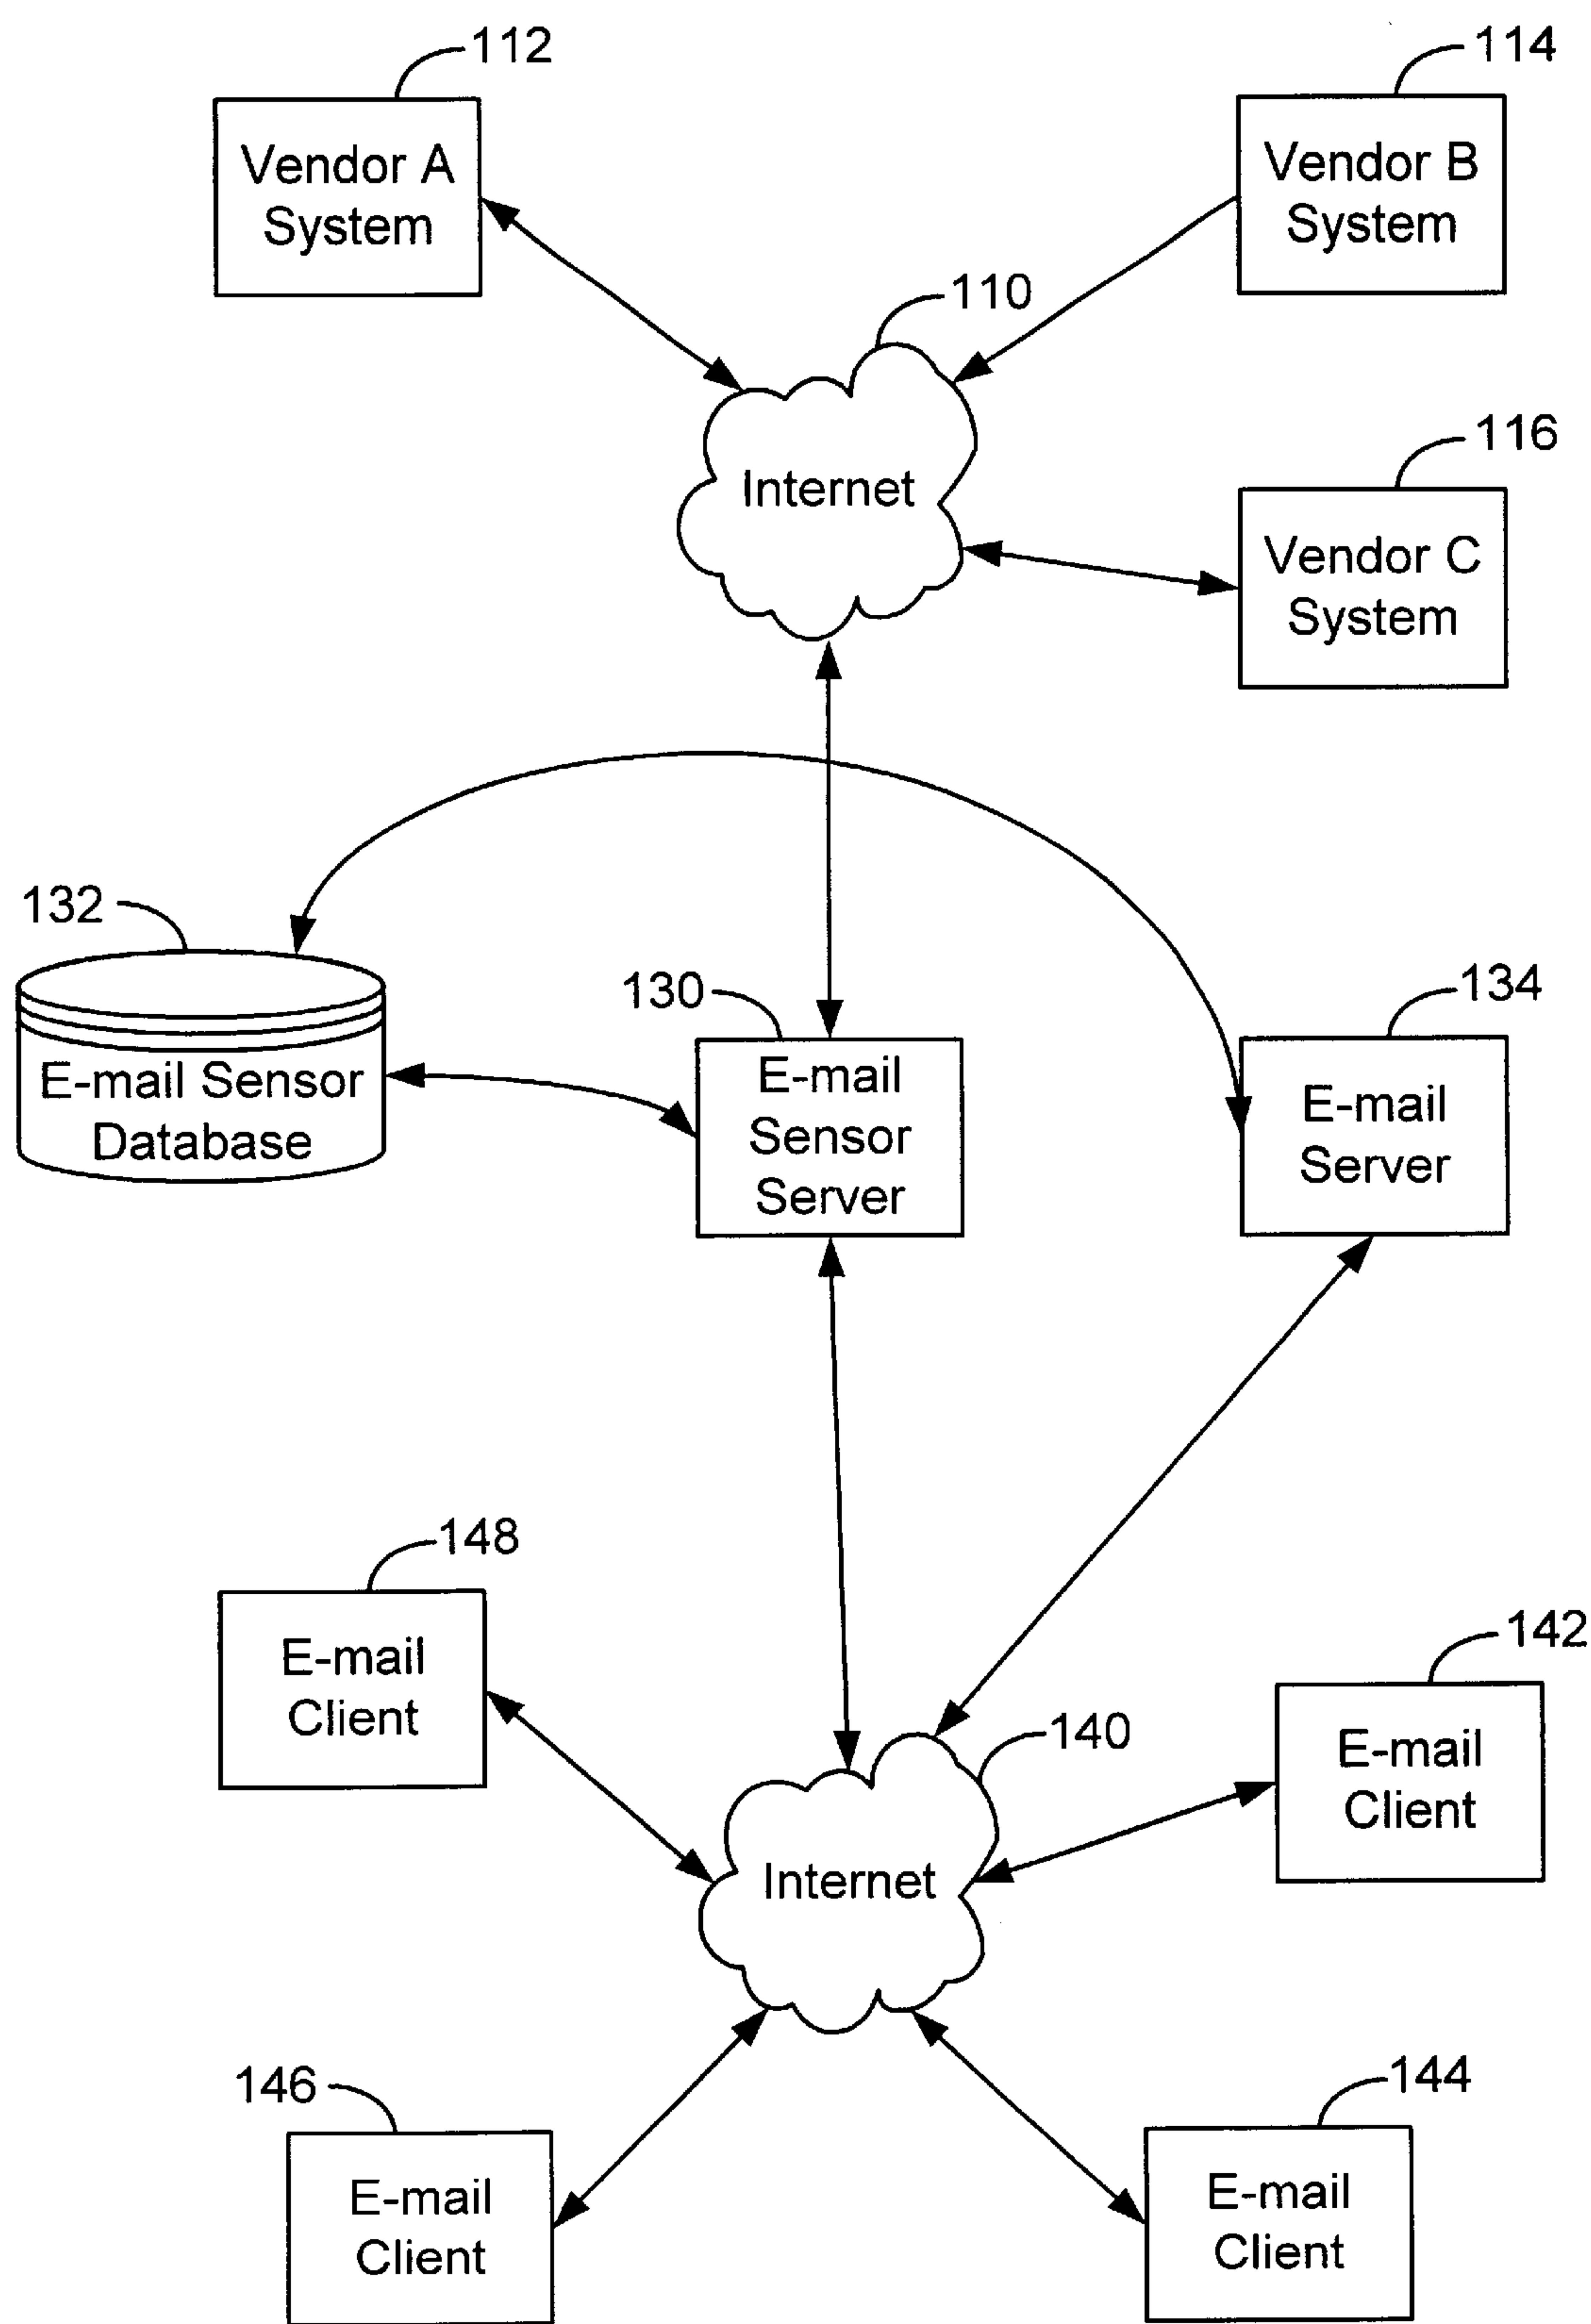 112
114
Vendor A
System
Vendor B
System
110
Internet
116
Vendor C
System
132
E-mail Sensor
Database
130
E-mail
Sensor
Server
134
E-mail
Server
148
E-mail
Client
142
E-mail
Client
140
Internet
146
E-mail
Client
144
E-mail
Client